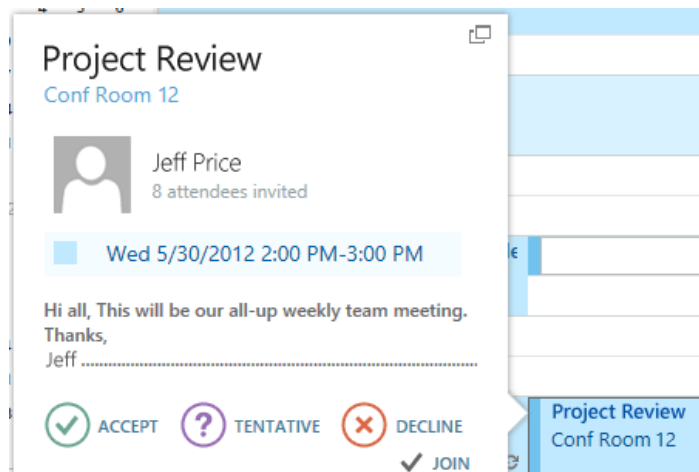 Project Review
Conf Room 12
Jeff Price
8 attendees invited
Wed 5/30/2012 2:00 PM-3:00 PM
Hi all, This will be our all-up weekly team meeting.
Thanks,
Jeff
ACCEPT
TENTATIVE
DECLINE
JOIN
Project Review
Conf Room 12